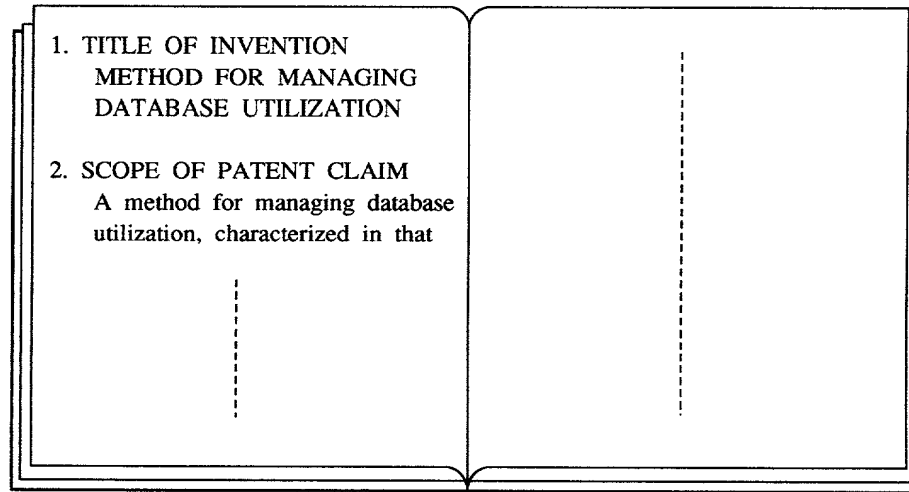 1. TITLE OF INVENTION
METHOD FOR MANAGING
DATABASE UTILIZATION
2. SCOPE OF PATENT CLAIM
A method for managing database
utilization, characterized in that